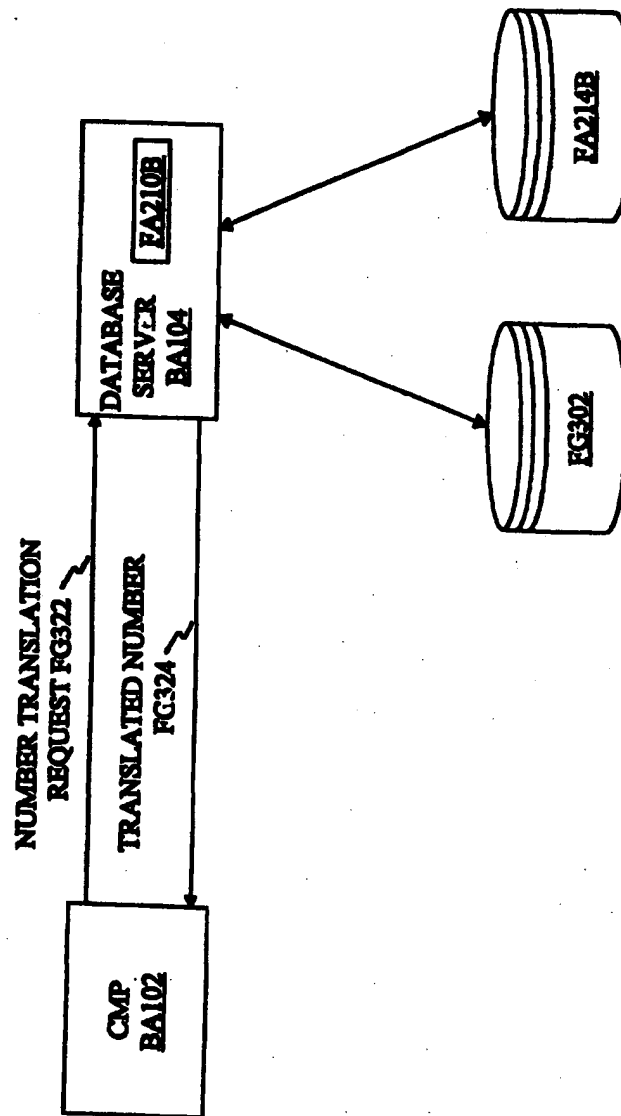 NUMBER TRANSLATION
REQUEST FG322
CMP
BA102
TRANSLATED NUMBER
FG324
DATABASE
SERVER
BA104
FA210B
FG302
FA214B